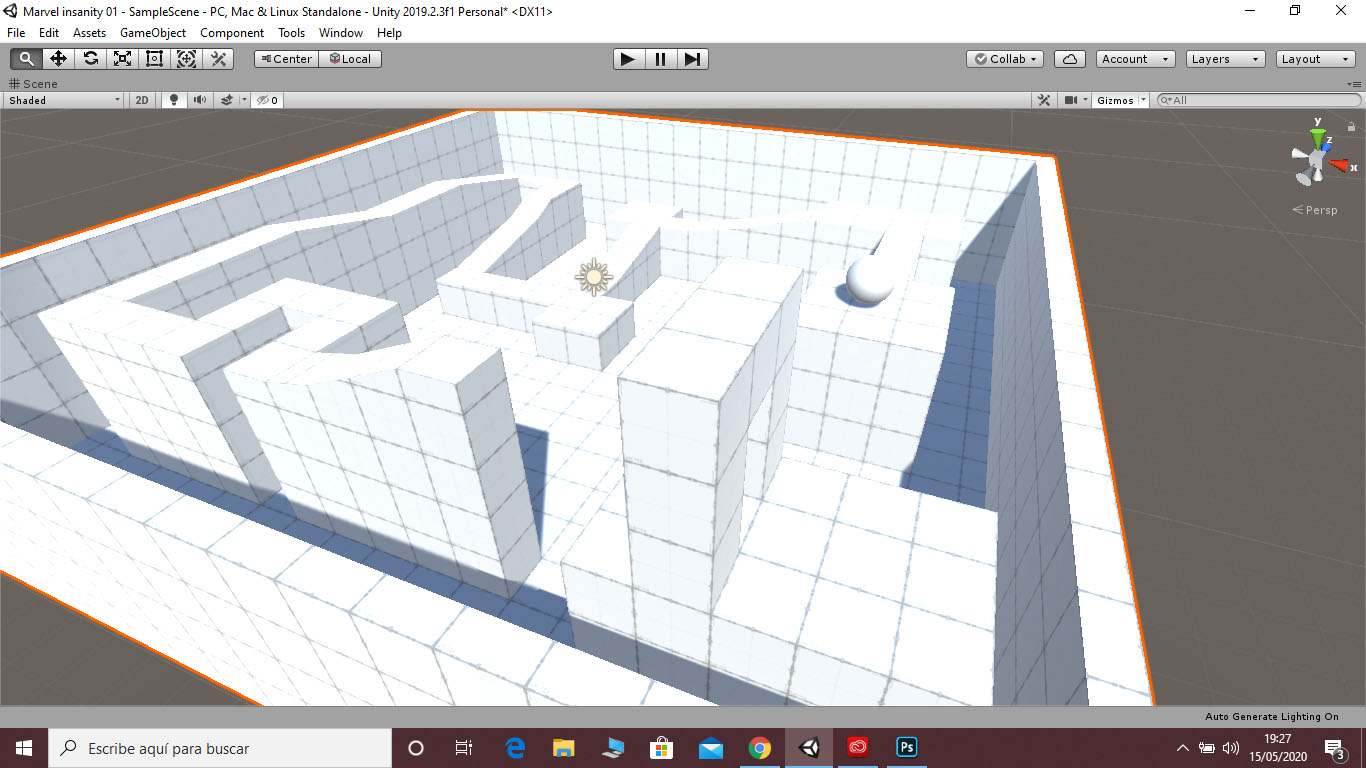 Marvel insanity 01 - SampleScene - PC, Mac & Linux Standalone - Unity 2019.2.3f1 Personal* <DX11>
File Edit Assets GameObject Component Tools Window Help
Center Local Collab Account Layers Layout
Scene
Shaded 2D 0 Gizmos All
y
z
x
Persp
Auto Generate Lighting On
Escribe aquí para buscar
Ps
19:27
15/05/2020
3